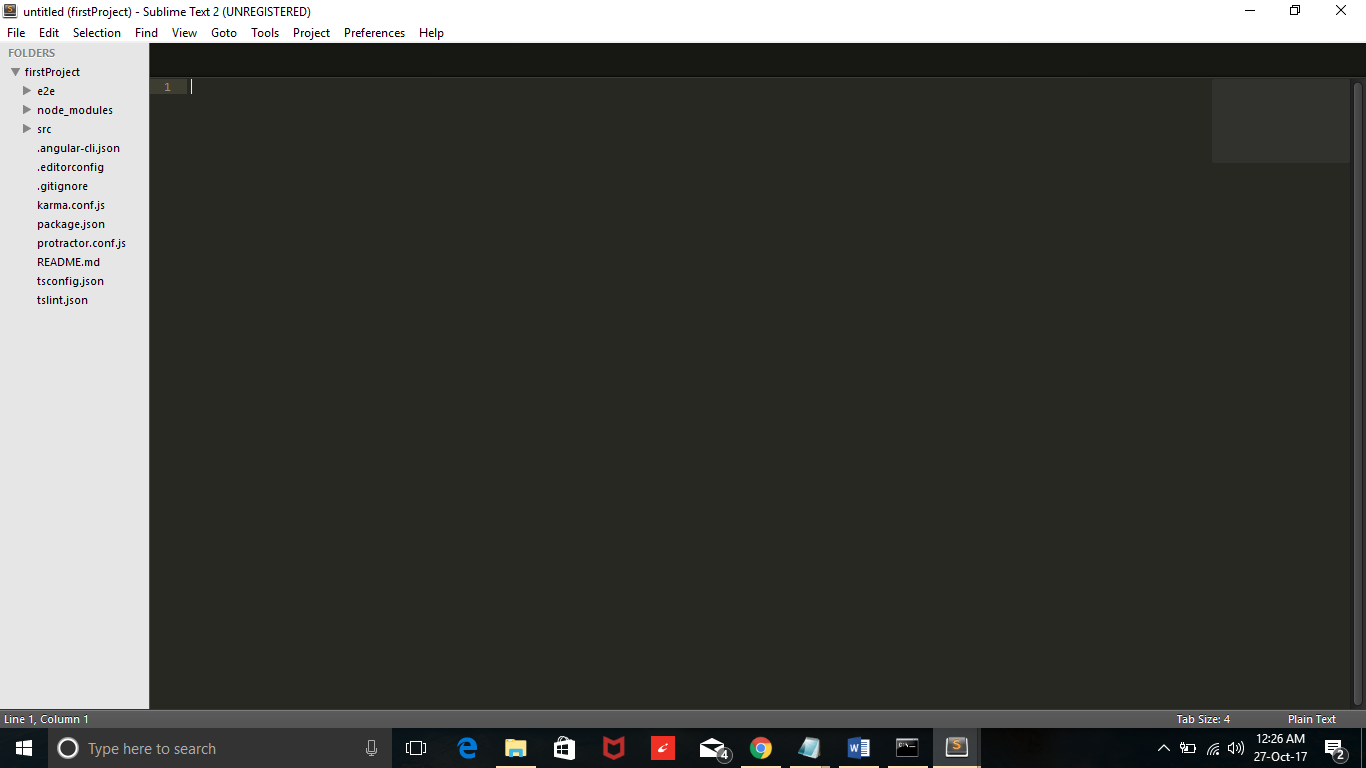 untitled (firstProject) - Sublime Text 2 (UNREGISTERED)
File Edit Selection Find View Goto Tools Project Preferences Help
FOLDERS
firstProject
e2e
node_modules
src
.angular-cli.json
.editorconfig
.gitignore
karma.conf.js
package.json
protractor.conf.js
README.md
tsconfig.json
tslint.json
1
Line 1, Column 1 Tab Size: 4 Plain Text
Type here to search 4 12:26 AM
27-Oct-17 2